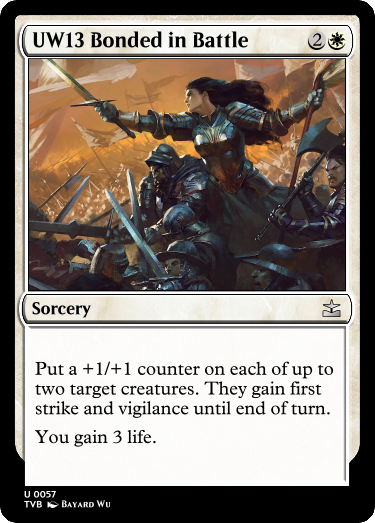 UW13 Bonded in Battle 2
Sorcery
Put a +1/+1 counter on each of up to
two target creatures. They gain first
strike and vigilance until end of turn.
You gain 3 life.
U 0057
TVB Bayard Wu